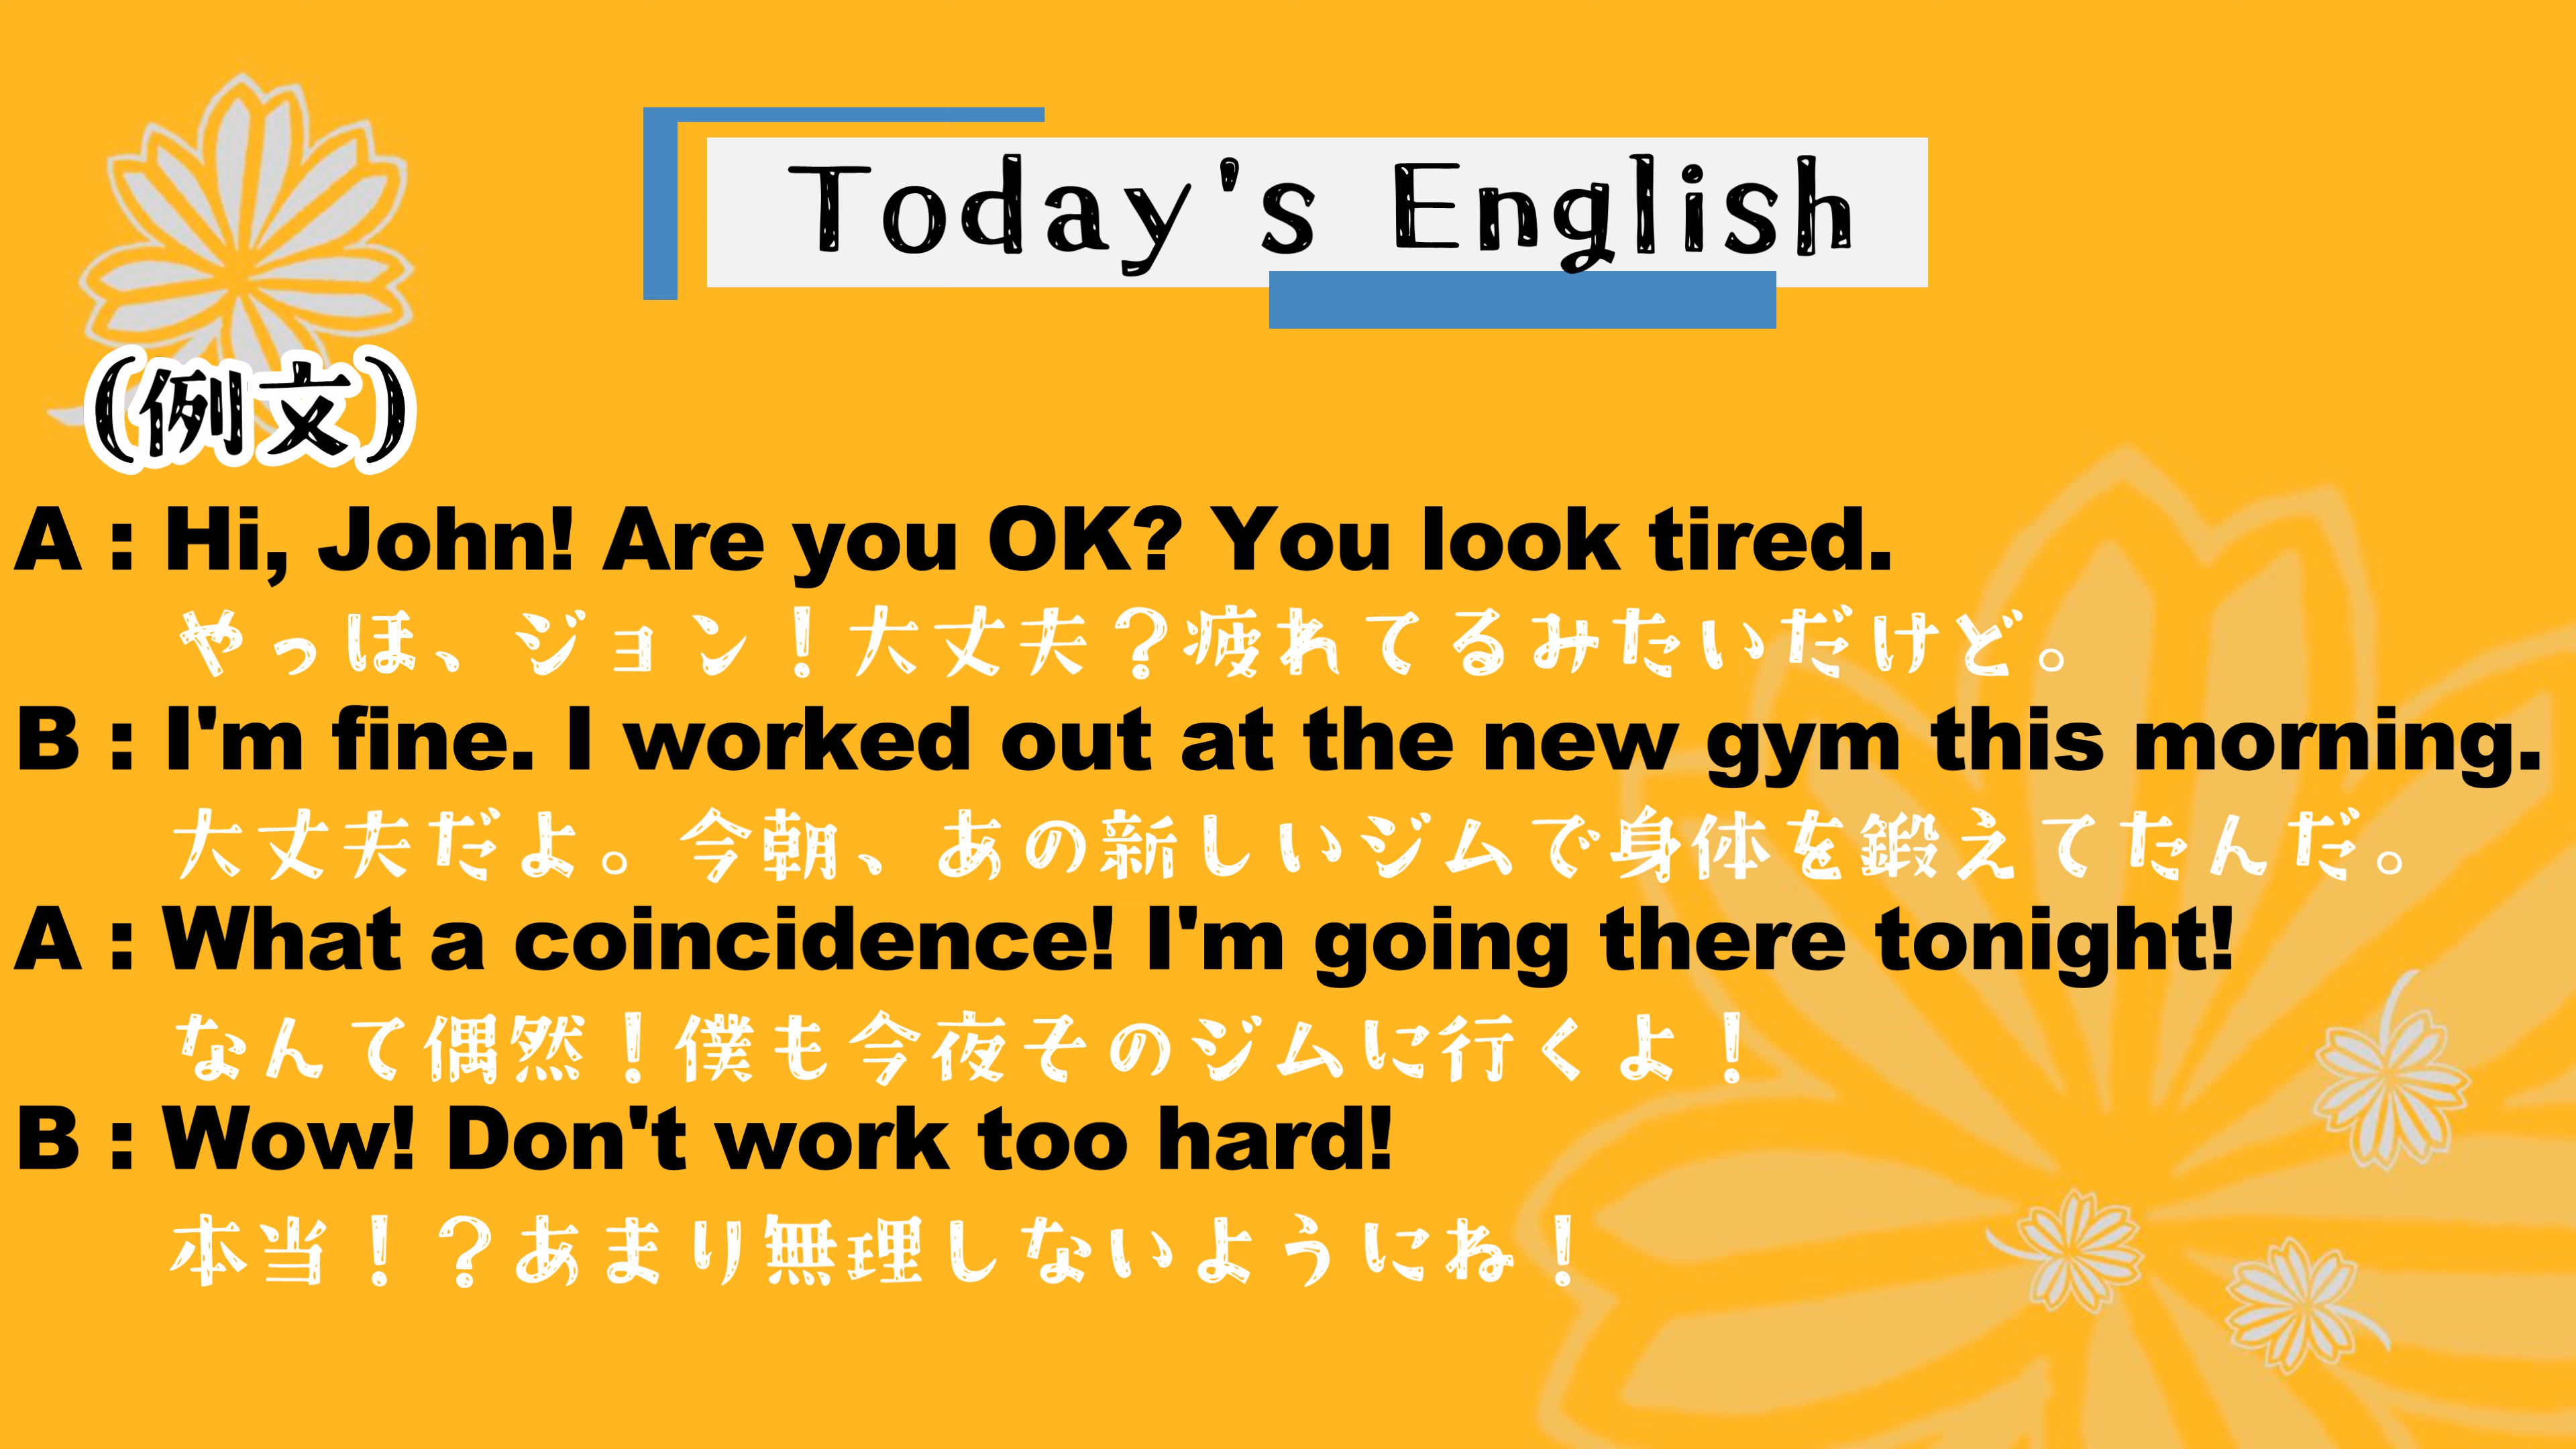 Today's English
(例文)
A : Hi, John! Are you OK? You look tired.
やっほ、ジョン！大丈夫？疲れてるみたいだけど。
B : I'm fine. I worked out at the new gym this morning.
大丈夫だよ。今朝、あの新しいジムで身体を鍛えてたんだ。
A : What a coincidence! I'm going there tonight!
なんて偶然！僕も今夜そのジムに行くよ！
B : Wow! Don't work too hard!
本当！？あまり無理しないようにね！